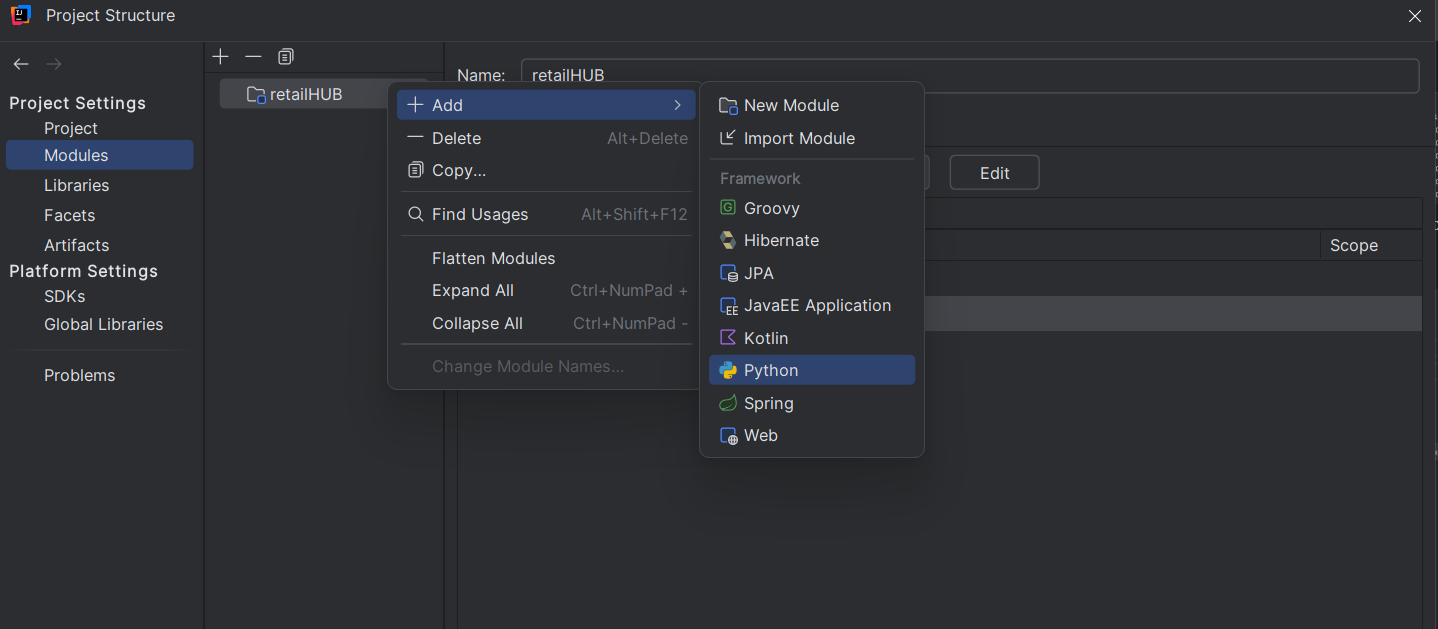 Project Structure
Project Settings
Project
Modules
Libraries
Facets
Artifacts
Platform Settings
SDKs
Global Libraries
Problems
retailHUB
Name: retailHUB
Edit
Scope
Add
Delete Alt+Delete
Copy...
Find Usages Alt+Shift+F12
Flatten Modules
Expand All Ctrl+NumPad +
Collapse All Ctrl+NumPad -
Change Module Names...
New Module
Import Module
Framework
Groovy
Hibernate
JPA
JavaEE Application
Kotlin
Python
Spring
Web